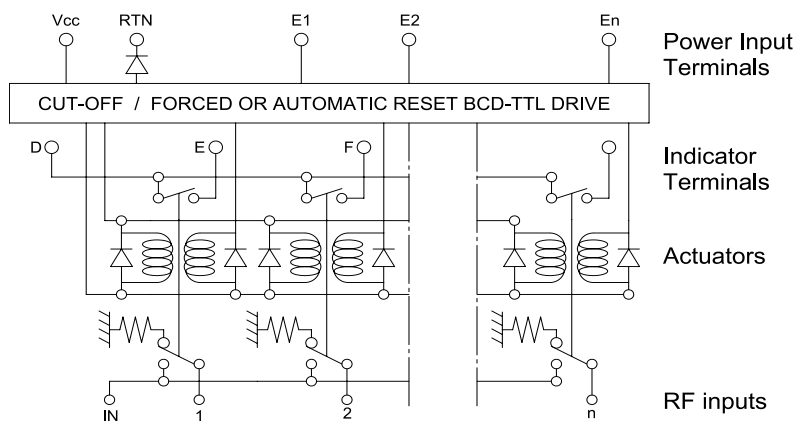 Vcc RTN E1 E2 En
Power Input
Terminals
CUT-OFF / FORCED OR AUTOMATIC RESET BCD-TTL DRIVE
D E F
Indicator
Terminals
Actuators
IN 1 2 n
RF inputs